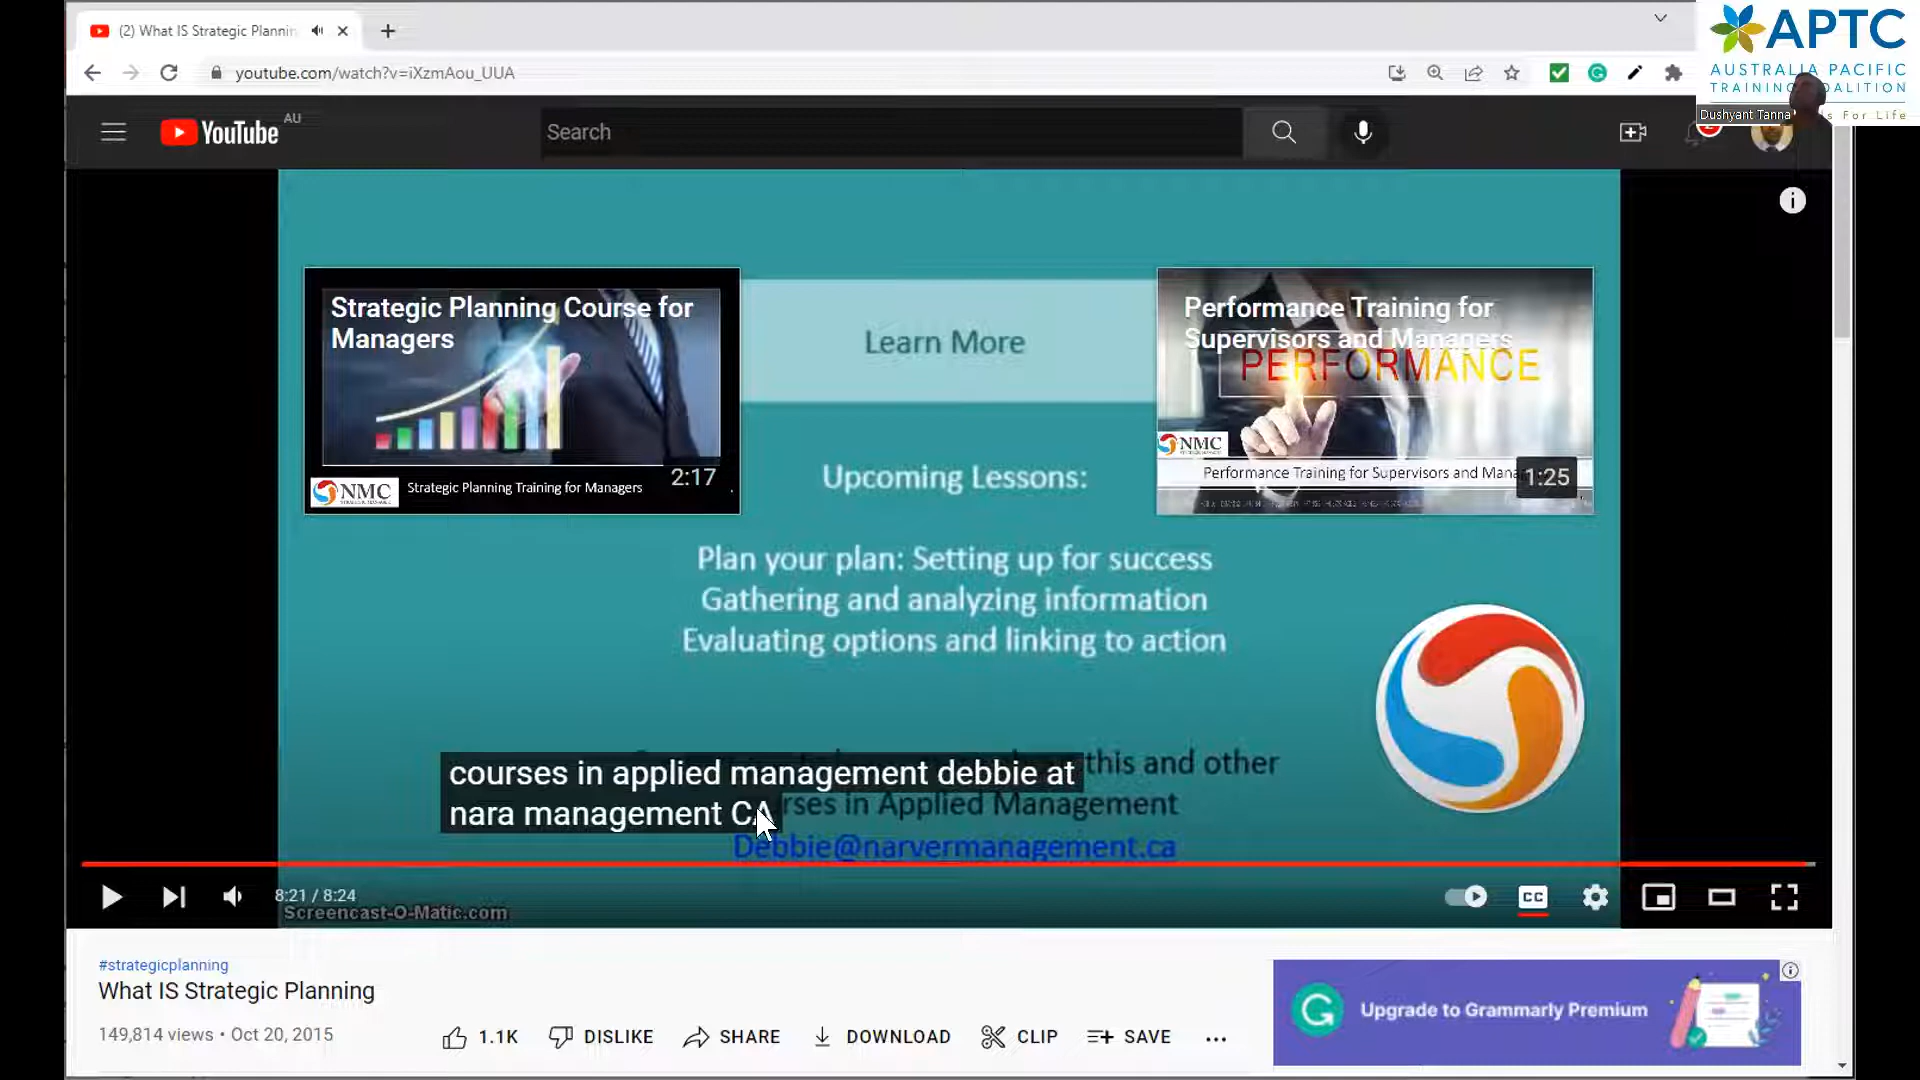 (2) What IS Strategic Plannin
youtube.com/watch?v=iXzmAou_UUA
APTC
AUSTRALIA PACIFIC
TRAINING COALITION
Dushyant Tanna
s For Life
YouTube
AU
Search
2
Strategic Planning Course for
Managers
NMC
Strategic Planning Training for Managers
2:17
Learn More
Performance Training for
Supervisors and Managers
PERFORMANCE
NMC
Performance Training for Supervisors and Mana
1:25
Upcoming Lessons:
Plan your plan: Setting up for success
Gathering and analyzing information
Evaluating options and linking to action
this and other
rses in Applied Management
Debbie@narvermanagement.ca
courses in applied management debbie at
nara management CA
8:21 / 8:24
CC
Screencast-O-Matic.com
#strategicplanning
What IS Strategic Planning
149,814 views • Oct 20, 2015
1.1K
DISLIKE
SHARE
DOWNLOAD
CLIP
SAVE
Upgrade to Grammarly Premium